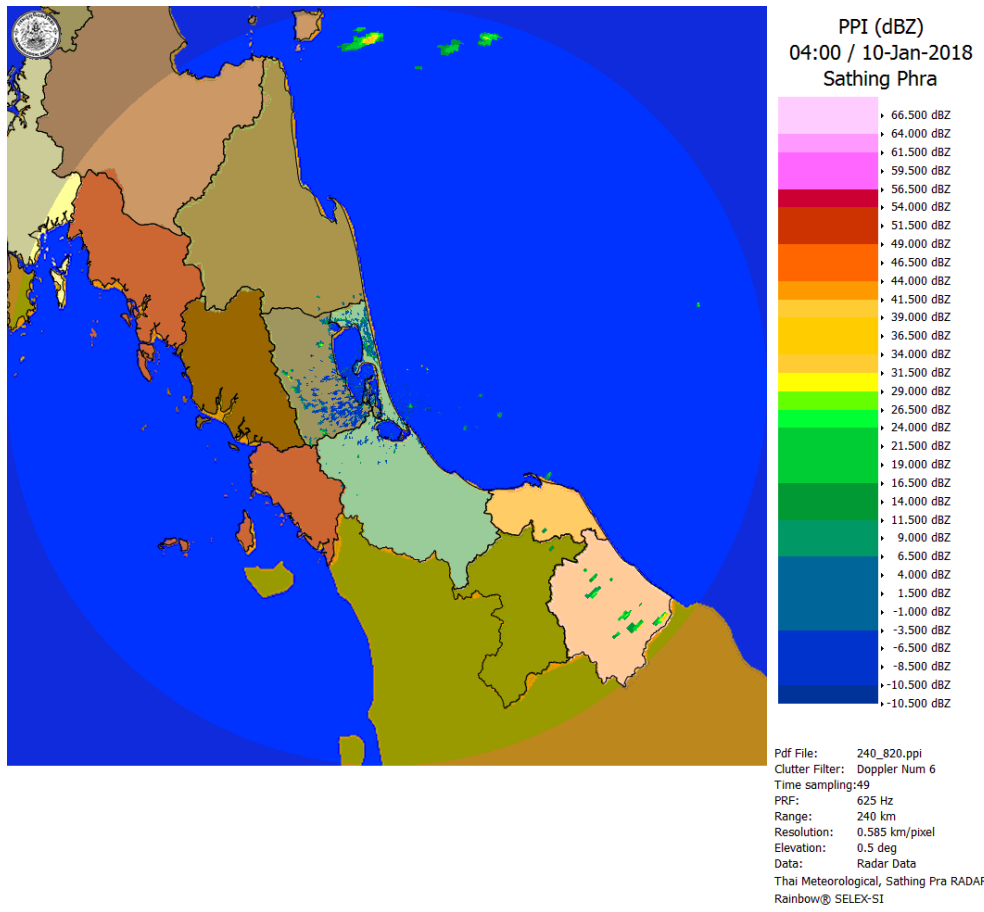 PPI (dBZ)
04:00 / 10-Jan-2018
Sathing Phra
66.500 dBZ
64.000 dBZ
61.500 dBZ
59.500 dBZ
56.500 dBZ
54.000 dBZ
51.500 dBZ
49.000 dBZ
46.500 dBZ
44.000 dBZ
41.500 dBZ
39.000 dBZ
36.500 dBZ
34.000 dBZ
31.500 dBZ
29.000 dBZ
26.500 dBZ
24.000 dBZ
21.500 dBZ
19.000 dBZ
16.500 dBZ
14.000 dBZ
11.500 dBZ
9.000 dBZ
6.500 dBZ
4.000 dBZ
1.500 dBZ
-1.000 dBZ
-3.500 dBZ
-6.500 dBZ
-8.500 dBZ
-10.500 dBZ
-10.500 dBZ
Pdf File: 240_820.ppi
Clutter Filter: Doppler Num 6
Time sampling:49
PRF: 625 Hz
Range: 240 km
Resolution: 0.585 km/pixel
Elevation: 0.5 deg
Data: Radar Data
Thai Meteorological, Sathing Pra RADAR
Rainbow® SELEX-SI